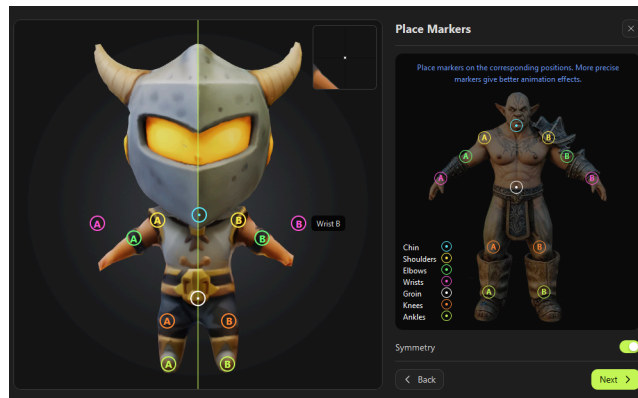 Place Markers
Place markers on the corresponding positions. More precise
markers give better animation effects.
A
B
A
B
Wrist B
A
B
A
B
A
B
A
B
A
B
A
B
Chin
Shoulders
Elbows
Wrists
Groin
Knees
Ankles
A
B
A
B
Symmetry
Back
Next